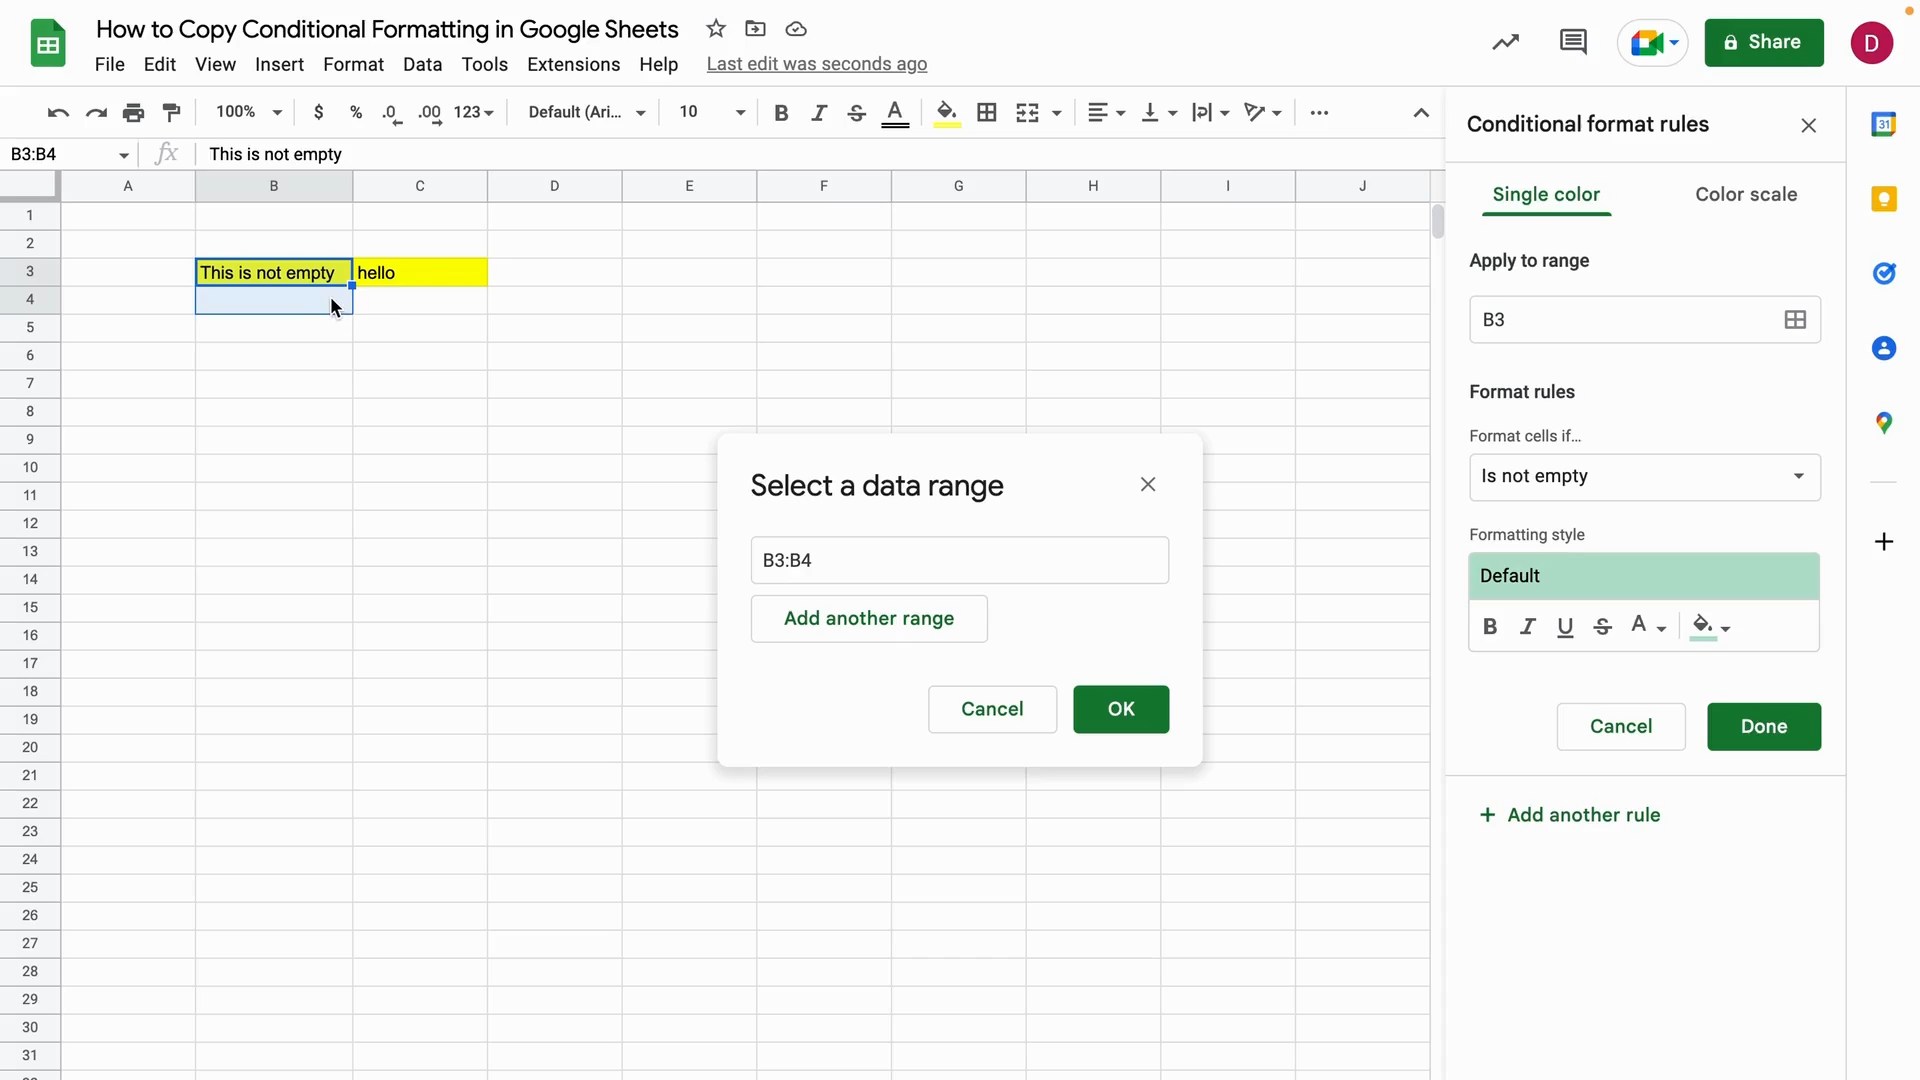 How to Copy Conditional Formatting in Google Sheets
File Edit View Insert Format Data Tools Extensions Help Last edit was seconds ago
Share
D
100% $ % .0 .00 123 Default (Ari... 10 B I S A
B3:B4 fx This is not empty
A B C D E F G H I J
1
2
3 This is not empty hello
4
5
6
7
8
9
10
11
12
13
14
15
16
17
18
19
20
21
22
23
24
25
26
27
28
29
30
31
Select a data range
B3:B4
Add another range
Cancel OK
Conditional format rules
Single color Color scale
Apply to range
B3
Format rules
Format cells if...
Is not empty
Formatting style
Default
B I U S A
Cancel Done
+ Add another rule
31